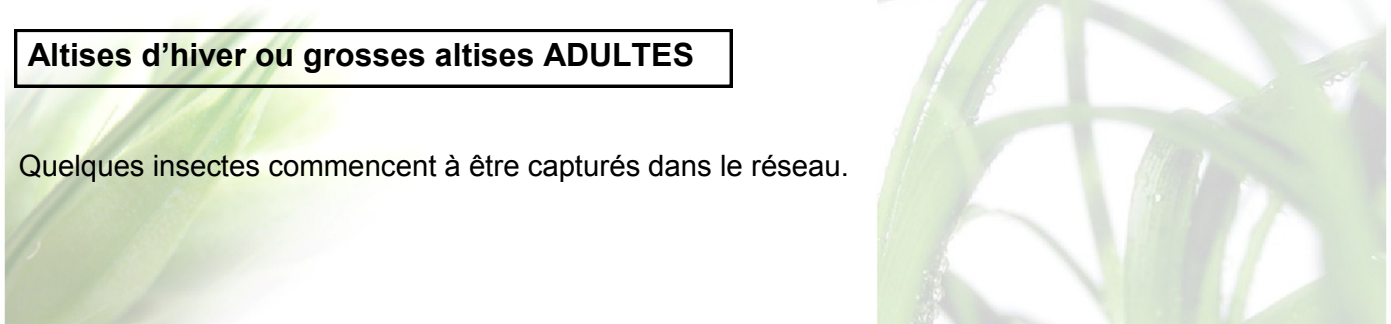 Altises d’hiver ou grosses altises ADULTES
Quelques insectes commencent à être capturés dans le réseau.